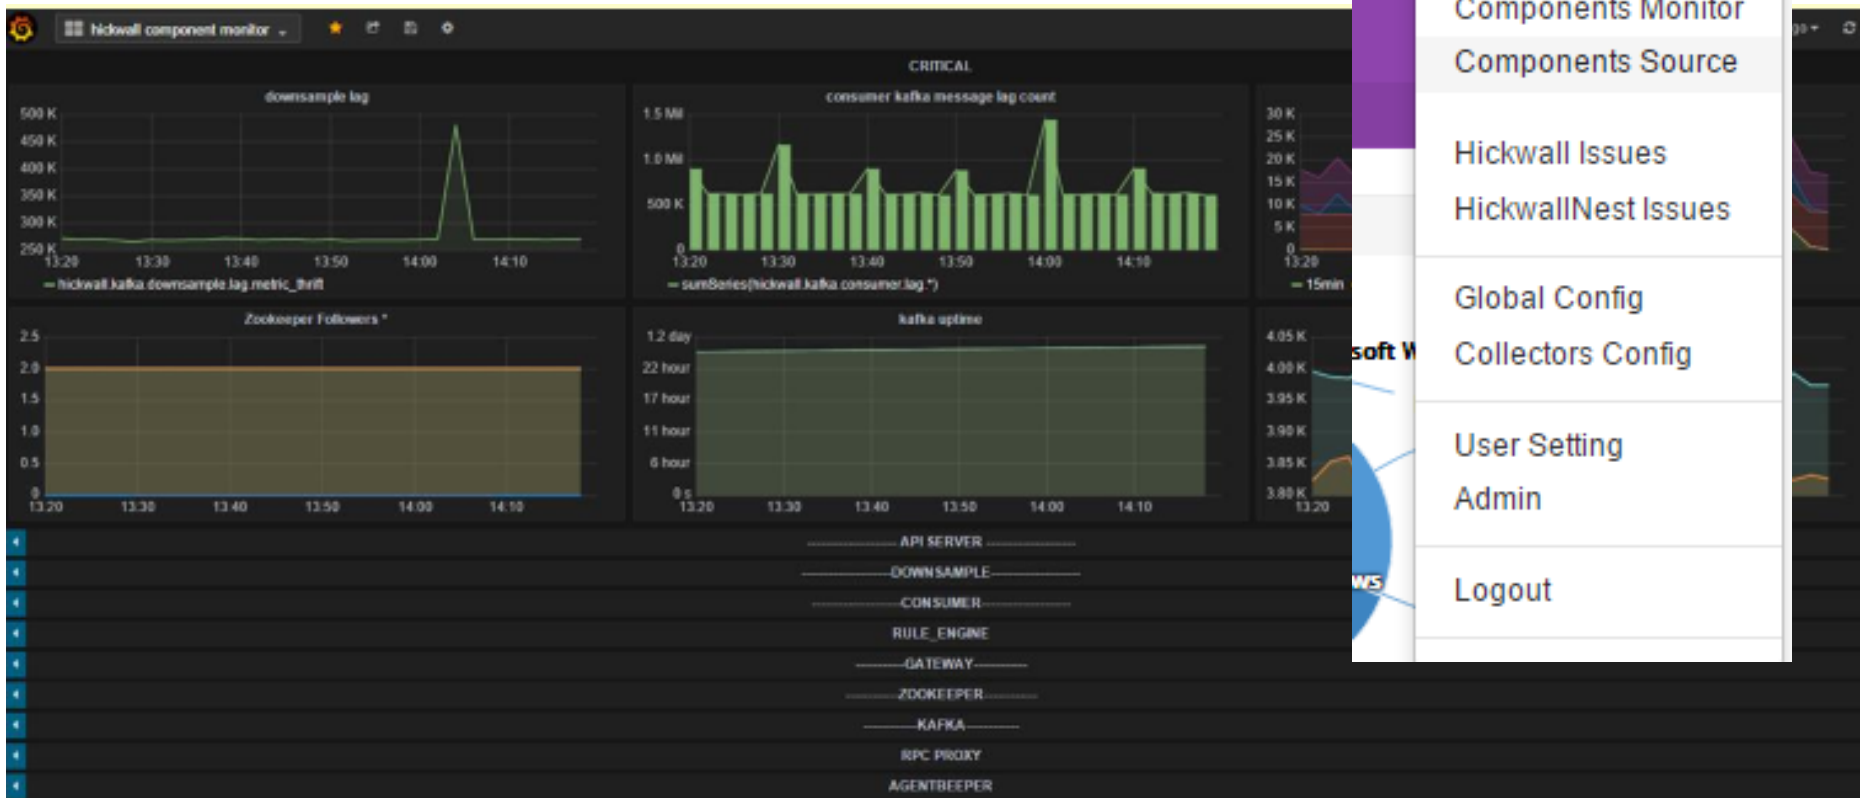 hickwall component monitor
CRITICAL
downsample lag
500 K
450 K
400 K
350 K
300 K
250 K
13:20 13:30 13:40 13:50 14:00 14:10
hickwall.kafka.downsample.lag.metric_thrift
consumer kafka message lag count
1.5 Mil
1.0 Mil
500 K
0
13:20 13:30 13:40 13:50 14:00 14:10
sumSeries(hickwall.kafka.consumer.lag.*)
30 K
25 K
20 K
15 K
10 K
5 K
0
13:20
15min
Zookeeper Followers *
2.5
2.0
1.5
1.0
0.5
0
13:20 13:30 13:40 13:50 14:00 14:10
kafka uptime
1.2 day
22 hour
17 hour
11 hour
6 hour
0 s
13:20 13:30 13:40 13:50 14:00 14:10
4.05 K
4.00 K
3.95 K
3.90 K
3.85 K
3.80 K
13:20
-------------------- API SERVER --------------------
--------------------DOWNSAMPLE--------------------
--------------------CONSUMER--------------------
RULE_ENGINE
-----------GATEWAY-----------
-----------ZOOKEEPER-----------
-----------KAFKA-----------
RPC PROXY
AGENTBEEPER
Components Monitor
Components Source
Hickwall Issues
HickwallNest Issues
Global Config
Collectors Config
User Setting
Admin
Logout
soft W
ws
go